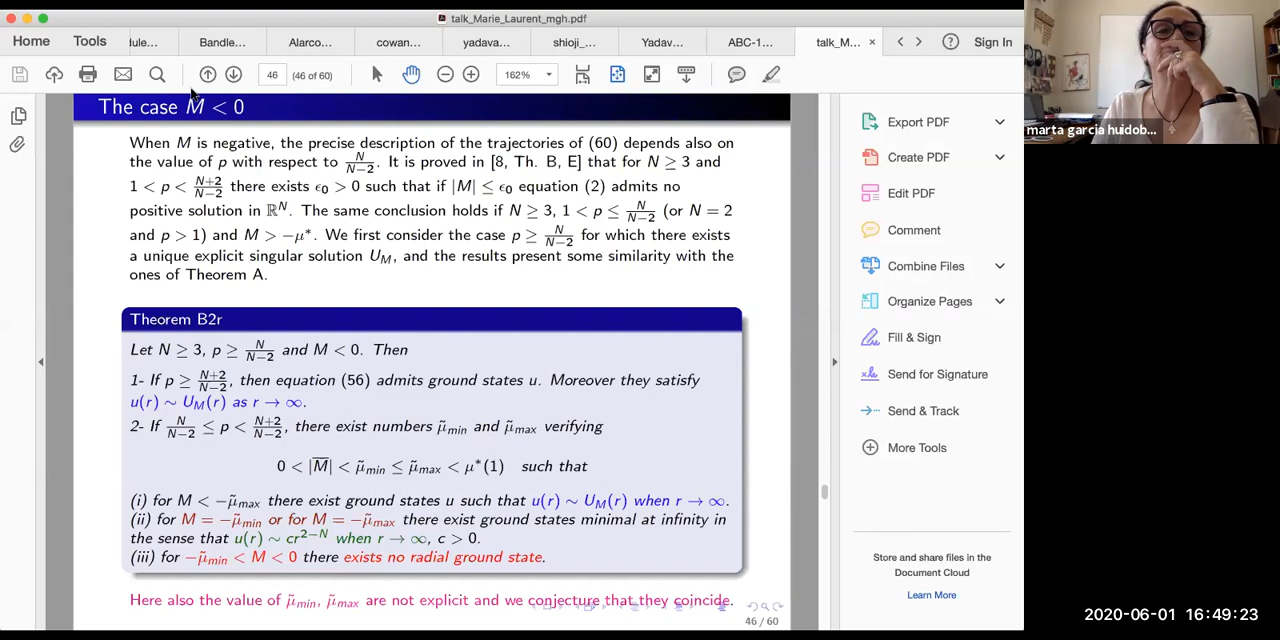 talk_Marie_Laurent_mgh.pdf
Home Tools dule... Bandle... Alarco... cowan... yadava... shioji_... Yadav... ABC-1... talk_M... × Sign In
46 (46 of 60) 162%
The case M < 0
When M is negative, the precise description of the trajectories of (60) depends also on
the value of p with respect to N/N−2. It is proved in [8, Th. B, E] that for N ≥ 3 and
1 < p < N+2/N−2 there exists ϵ₀ > 0 such that if |M| ≤ ϵ₀ equation (2) admits no
positive solution in ℝᴺ. The same conclusion holds if N ≥ 3, 1 < p ≤ N/N−2 (or N = 2
and p > 1) and M > −μ*. We first consider the case p ≥ N/N−2 for which there exists
a unique explicit singular solution U_M, and the results present some similarity with the
ones of Theorem A.
Theorem B2r
Let N ≥ 3, p ≥ N/N−2 and M < 0. Then
1- If p ≥ N+2/N−2, then equation (56) admits ground states u. Moreover they satisfy
u(r) ∼ U_M(r) as r → ∞.
2- If N/N−2 ≤ p < N+2/N−2, there exist numbers μ̃_min and μ̃_max verifying
0 < |M̅| < μ̃_min ≤ μ̃_max < μ*(1) such that
(i) for M < −μ̃_max there exist ground states u such that u(r) ∼ U_M(r) when r → ∞.
(ii) for M = −μ̃_min or for M = −μ̃_max there exist ground states minimal at infinity in
the sense that u(r) ∼ cr²⁻ᴺ when r → ∞, c > 0.
(iii) for −μ̃_min < M < 0 there exists no radial ground state.
Here also the value of μ̃_min, μ̃_max are not explicit and we conjecture that they coincide.
46 / 60
Export PDF
Create PDF
Edit PDF
Comment
Combine Files
Organize Pages
Fill & Sign
Send for Signature
Send & Track
More Tools
Store and share files in the
Document Cloud
Learn More
marta garcia huidob...
2020-06-01 16:49:23